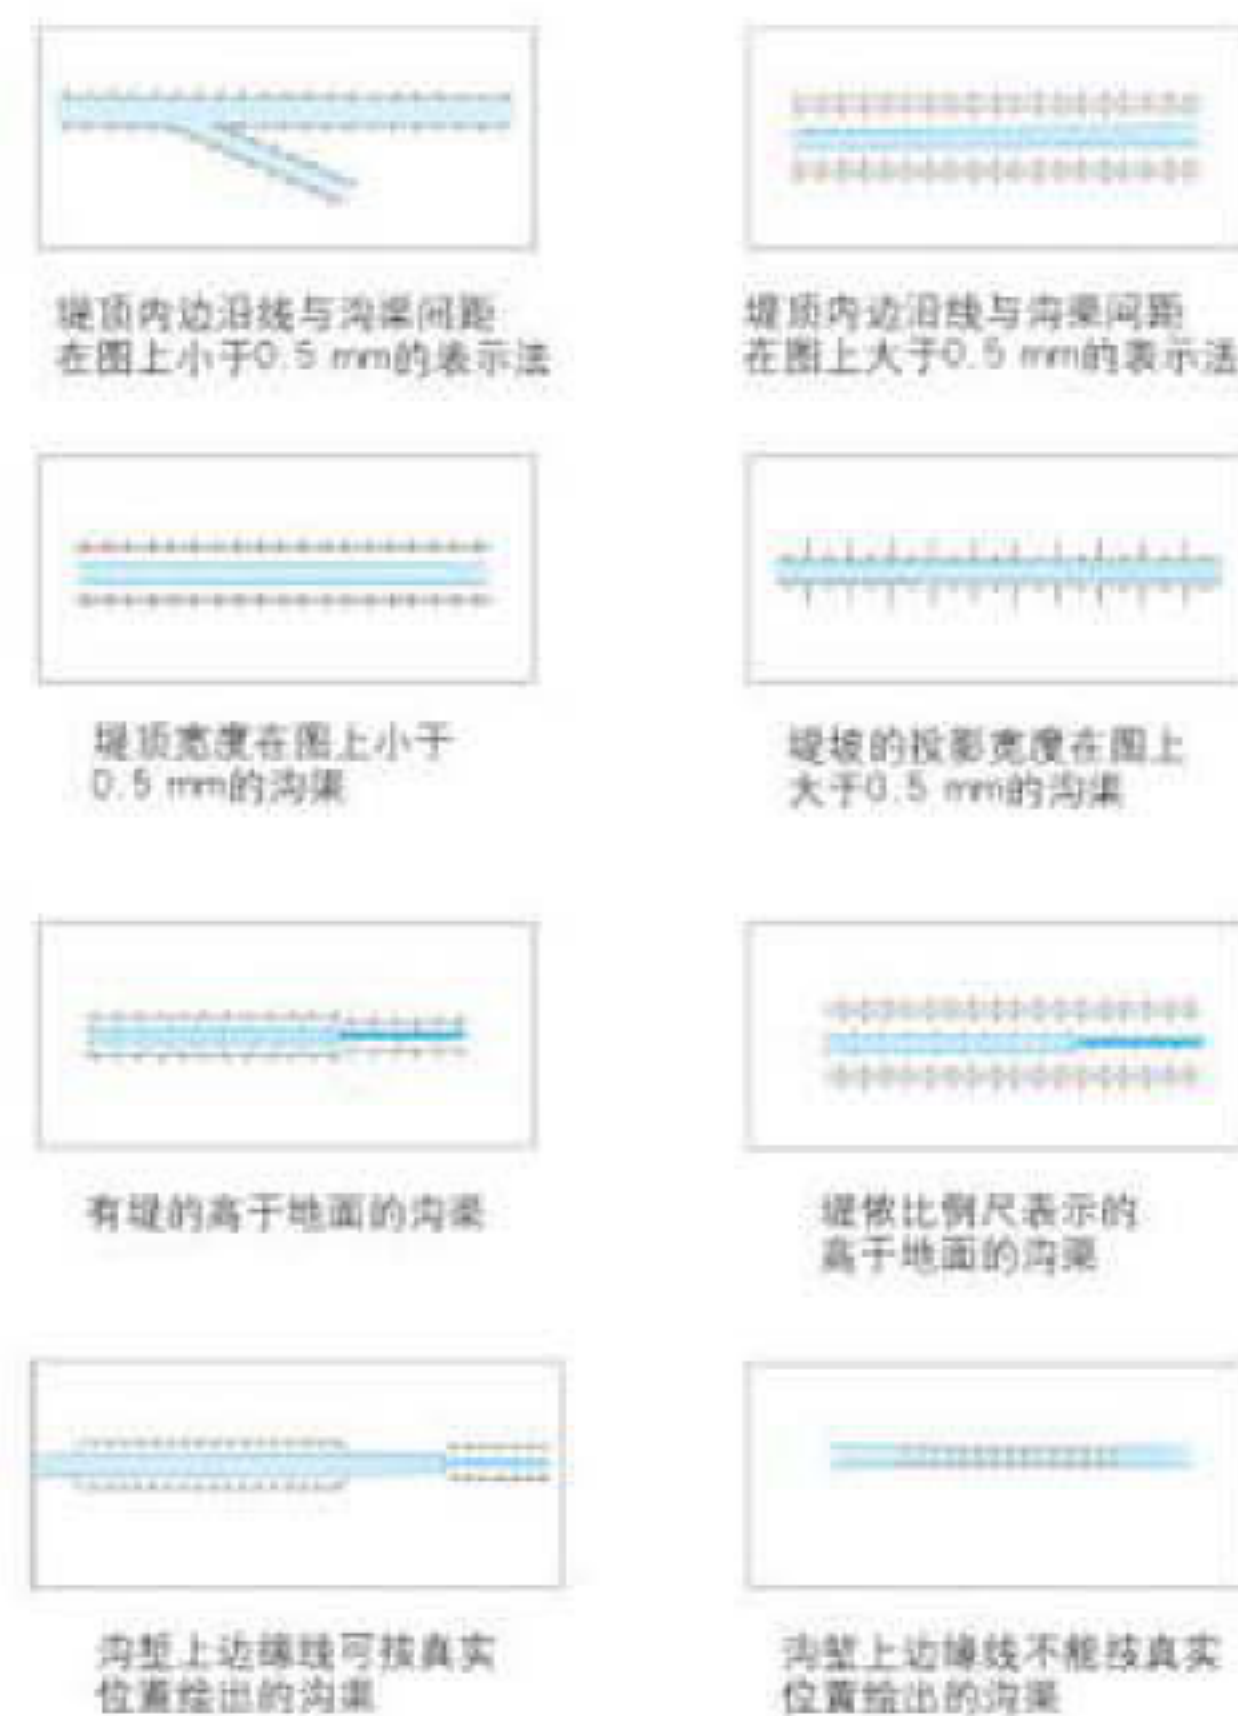 堤顶内边沿线与沟渠间距
在图上小于0.5 mm的表示法
堤顶内边沿线与沟渠间距
在图上大于0.5 mm的表示法
堤顶宽度在图上小于
0.5 mm的沟渠
堤坡的投影宽度在图上
大于0.5 mm的沟渠
有堤的高于地面的沟渠
堤依比例尺表示的
高于地面的沟渠
沟堑上边缘线可按真实
位置绘出的沟渠
沟堑上边缘线不能按真实
位置绘出的沟渠